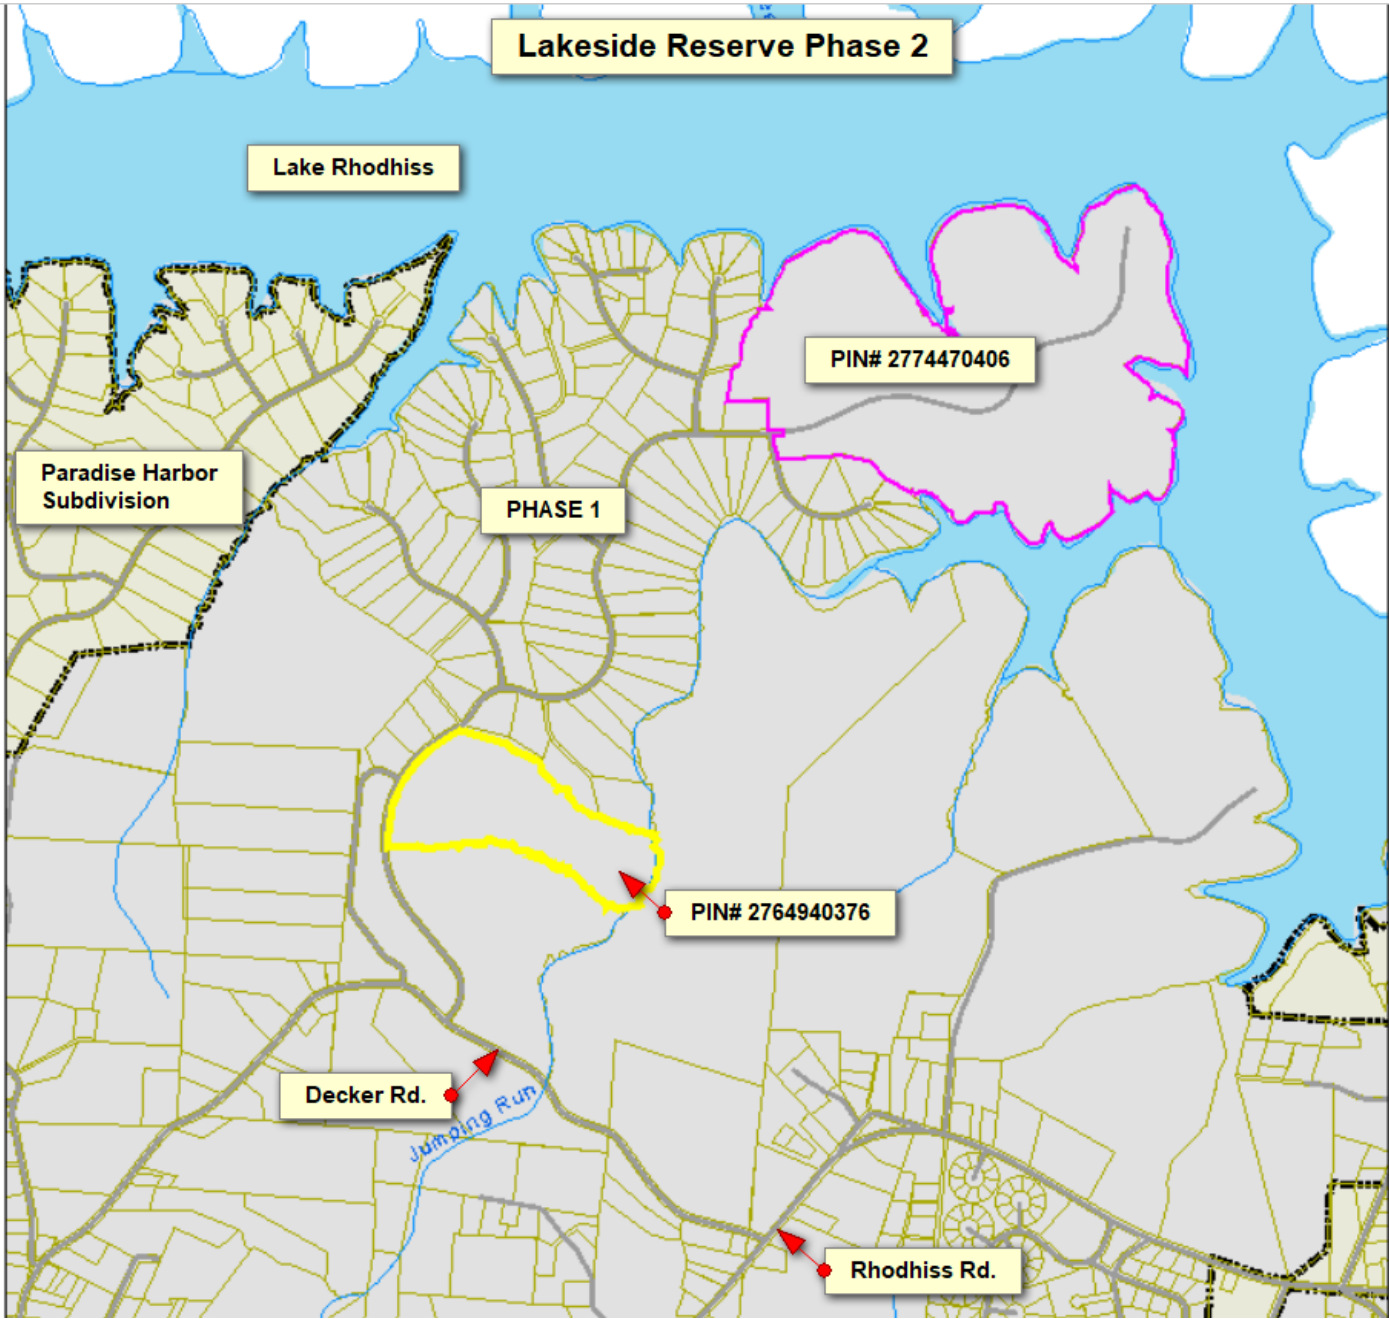 Lakeside Reserve Phase 2
Lake Rhodhiss
PIN# 2774470406
Paradise Harbor
Subdivision
PHASE 1
PIN# 2764940376
Decker Rd.
Jumping Run
Rhodhiss Rd.